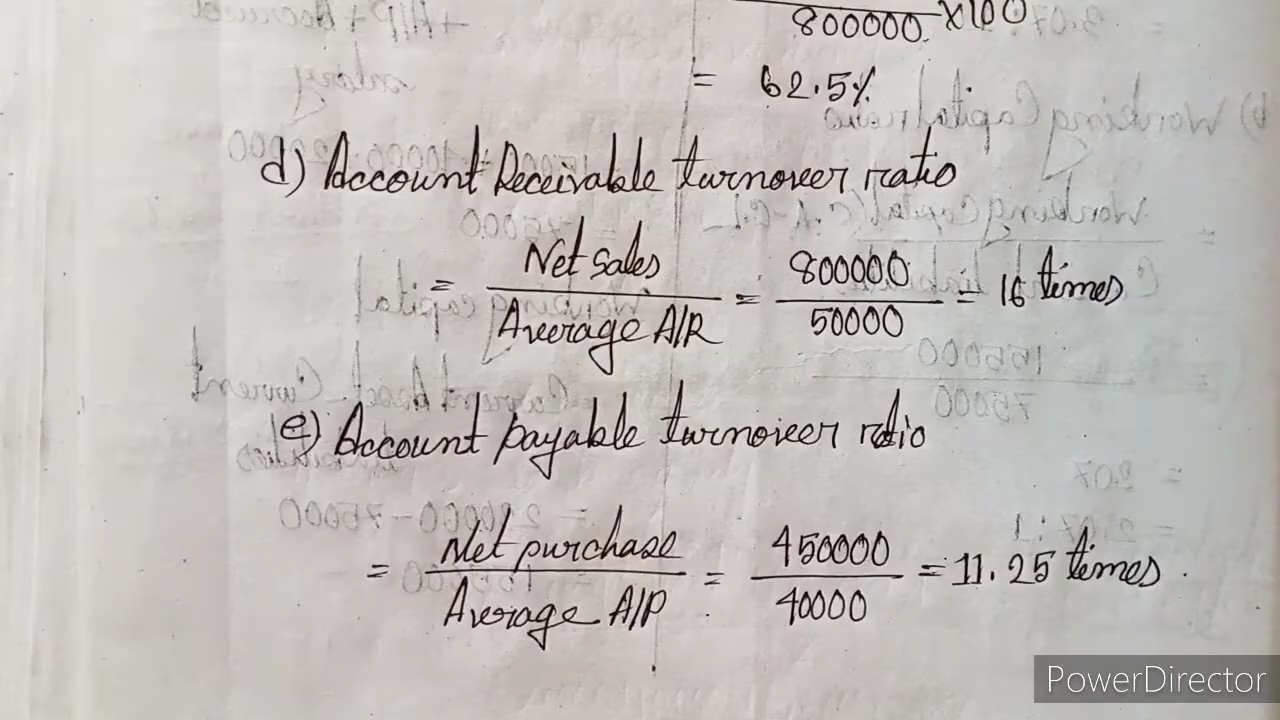 800000 x100
= 62.5%
d) Account Receivable turnover ratio
= Net sales / Average A/R = 800000 / 50000 = 16 times
e) Account payable turnover ratio
= Net purchase / Average A/P = 450000 / 40000 = 11.25 times.
PowerDirector